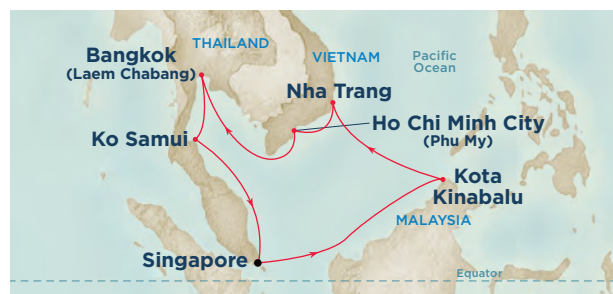 THAILAND
Bangkok
(Laem Chabang)
VIETNAM
Pacific
Ocean
Nha Trang
Ho Chi Minh City
(Phu My)
Ko Samui
Kota
Kinabalu
MALAYSIA
Singapore
Equator